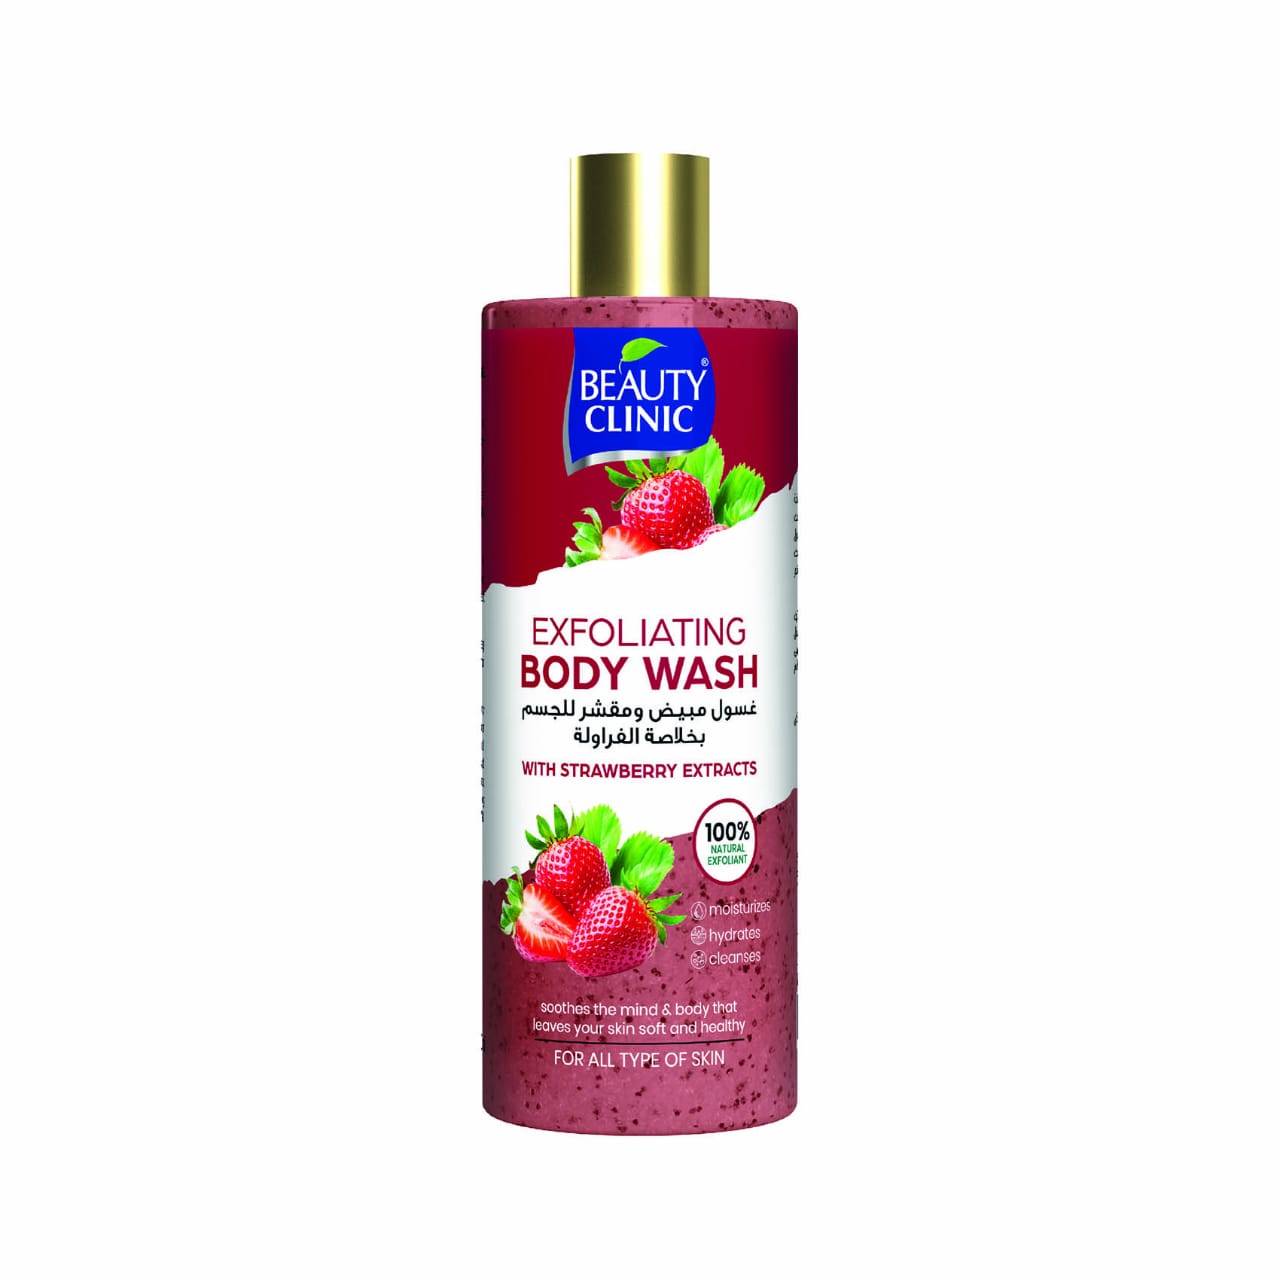 BEAUTY®
CLINIC
EXFOLIATING
BODY WASH
غسول مبيض ومقشر للجسم
بخلاصة الفراولة
WITH STRAWBERRY EXTRACTS
100%
NATURAL
EXFOLIANT
moisturizes
hydrates
cleanses
soothes the mind & body that
leaves your skin soft and healthy
FOR ALL TYPE OF SKIN